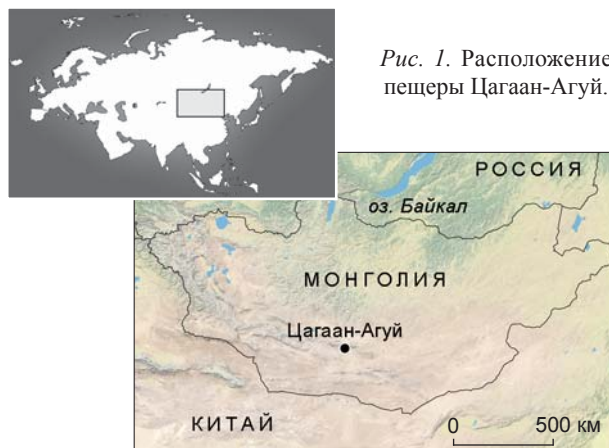 Рис. 1. Расположение
пещеры Цагаан-Агуй.
РОССИЯ
оз. Байкал
МОНГОЛИЯ
Цагаан-Агуй
КИТАЙ
0 500 км